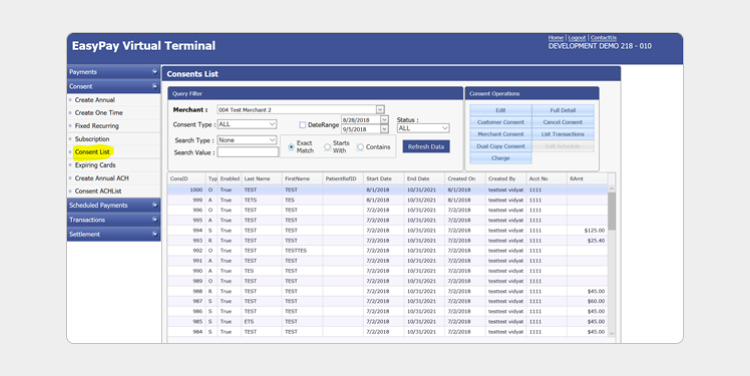 EasyPay Virtual Terminal
Home | Logout | ContactUs
DEVELOPMENT DEMO 218 - 010
Payments
Consent
Create Annual
Create One Time
Fixed Recurring
Subscription
Consent List
Expiring Cards
Create Annual ACH
Consent ACHList
Scheduled Payments
Transactions
Settlement
Consents List
Query Filter
Merchant : 004 Test Merchant 2
Consent Type : ALL
DateRange 8/28/2018
9/5/2018
Status :
ALL
Search Type : None
Search Value :
Exact Match
Starts With
Contains
Refresh Data
Consent Operations
Edit Full Detail
Customer Consent Cancel Consent
Merchant Consent List Transactions
Dual Copy Consent Edit Schedule
Charge
ConsID Typ Enabled Last Name FirstName PatientRefID Start Date End Date Created On Created By Acct No RAmt
1000 O True TEST TEST 8/1/2018 10/31/2021 8/1/2018 testtest vidyat 1111
999 A True TETS TES 8/1/2018 10/31/2021 8/1/2018 testtest vidyat 1111
996 O True TEST TEST 7/2/2018 10/31/2021 7/2/2018 testtest vidyat 1111
995 A True TEST TEST 7/2/2018 10/31/2021 7/2/2018 testtest vidyat 1111
994 S True TEST TEST 7/2/2018 10/31/2021 7/2/2018 testtest vidyat 1111 $125.00
993 R True TEST TEST 7/2/2018 10/31/2021 7/2/2018 testtest vidyat 1111 $25.40
992 O True TEST TESTTES 7/2/2018 10/31/2021 7/2/2018 testtest vidyat 1111
991 A True TEST TEST 7/2/2018 10/31/2021 7/2/2018 testtest vidyat 1111
990 A True TES TEST 7/2/2018 10/31/2021 7/2/2018 testtest vidyat 1111
989 O True TEST TEST 7/2/2018 10/31/2021 7/2/2018 testtest vidyat 1111
988 R True TEST TEST 7/2/2018 10/31/2021 7/2/2018 testtest vidyat 1111 $45.00
987 S True TEST TEST 7/2/2018 10/31/2021 7/2/2018 testtest vidyat 1111 $60.00
986 S True TEST TEST 7/2/2018 10/31/2021 7/2/2018 testtest vidyat 1111 $45.00
985 S True ETS TEST 7/2/2018 10/31/2021 7/2/2018 testtest vidyat 1111 $45.00
984 S True TEST TEST 7/2/2018 10/31/2021 7/2/2018 testtest vidyat 1111 $45.00